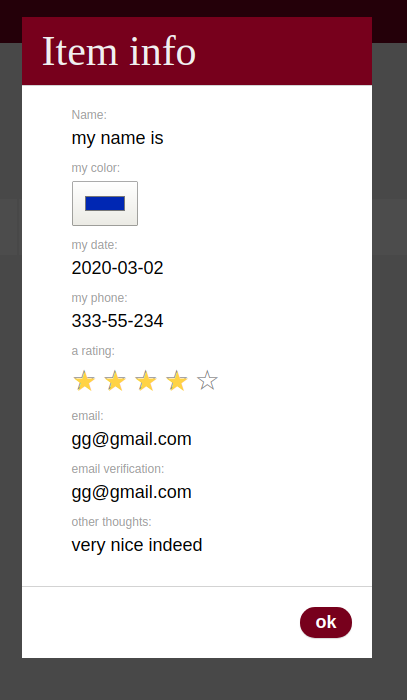 Item info
Name:
my name is
my color:
my date:
2020-03-02
my phone:
333-55-234
a rating:
email:
gg@gmail.com
email verification:
gg@gmail.com
other thoughts:
very nice indeed
ok